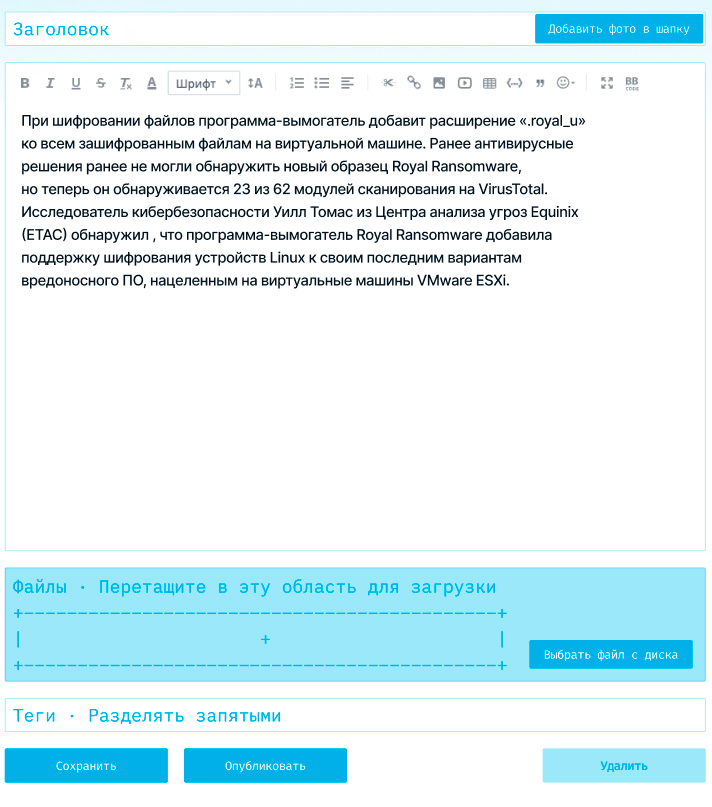 Заголовок
Добавить фото в шапку
B I U S Tx A Шрифт A
BB CODE
При шифровании файлов программа-вымогатель добавит расширение «.royal_u»
ко всем зашифрованным файлам на виртуальной машине. Ранее антивирусные
решения ранее не могли обнаружить новый образец Royal Ransomware,
но теперь он обнаруживается 23 из 62 модулей сканирования на VirusTotal.
Исследователь кибербезопасности Уилл Томас из Центра анализа угроз Equinix
(ETAC) обнаружил , что программа-вымогатель Royal Ransomware добавила
поддержку шифрования устройств Linux к своим последним вариантам
вредоносного ПО, нацеленным на виртуальные машины VMware ESXi.
Файлы · Перетащите в эту область для загрузки
+
Выбрать файл с диска
Теги · Разделять запятыми
Сохранить
Опубликовать
Удалить